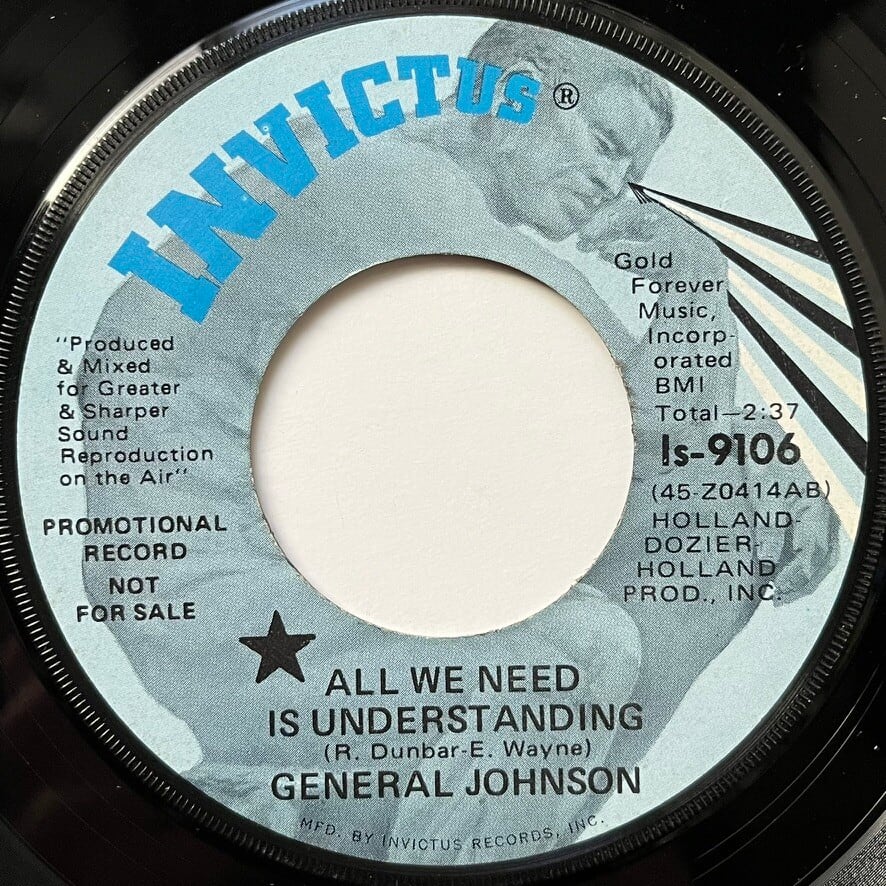 INVICTUS®
"Produced
& Mixed
for Greater
& Sharper
Sound
Reproduction
on the Air"
PROMOTIONAL
RECORD
NOT
FOR SALE
Gold
Forever
Music,
Incorp-
orated
BMI
Total—2:37
Is-9106
(45-Z0414AB)
HOLLAND-
DOZIER-
HOLLAND
PROD., INC.
ALL WE NEED
IS UNDERSTANDING
(R. Dunbar-E. Wayne)
GENERAL JOHNSON
MFD. BY INVICTUS RECORDS, INC.